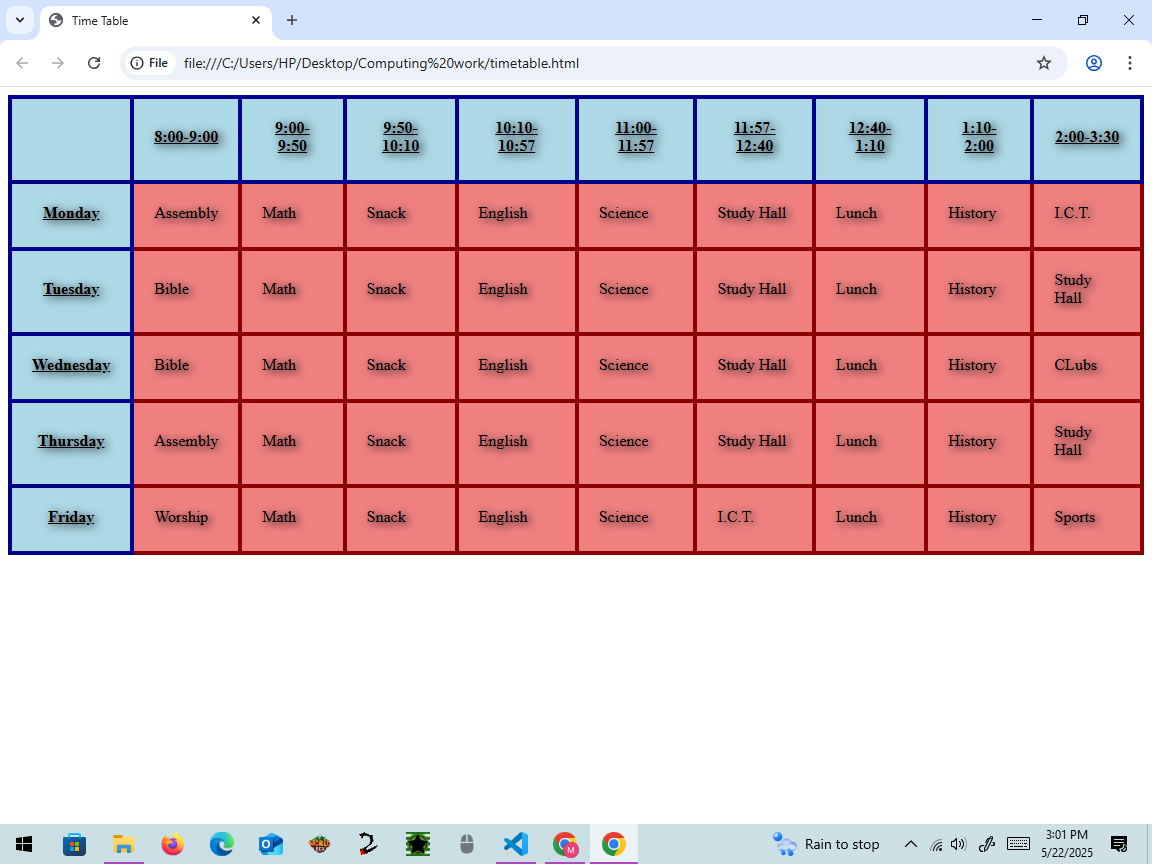 Time Table
File
file:///C:/Users/HP/Desktop/Computing%20work/timetable.html
8:00-9:00 9:00-9:50 9:50-10:10 10:10-10:57 11:00-11:57 11:57-12:40 12:40-1:10 1:10-2:00 2:00-3:30
Monday Assembly Math Snack English Science Study Hall Lunch History I.C.T.
Tuesday Bible Math Snack English Science Study Hall Lunch History Study Hall
Wednesday Bible Math Snack English Science Study Hall Lunch History CLubs
Thursday Assembly Math Snack English Science Study Hall Lunch History Study Hall
Friday Worship Math Snack English Science I.C.T. Lunch History Sports
Rain to stop
3:01 PM
5/22/2025